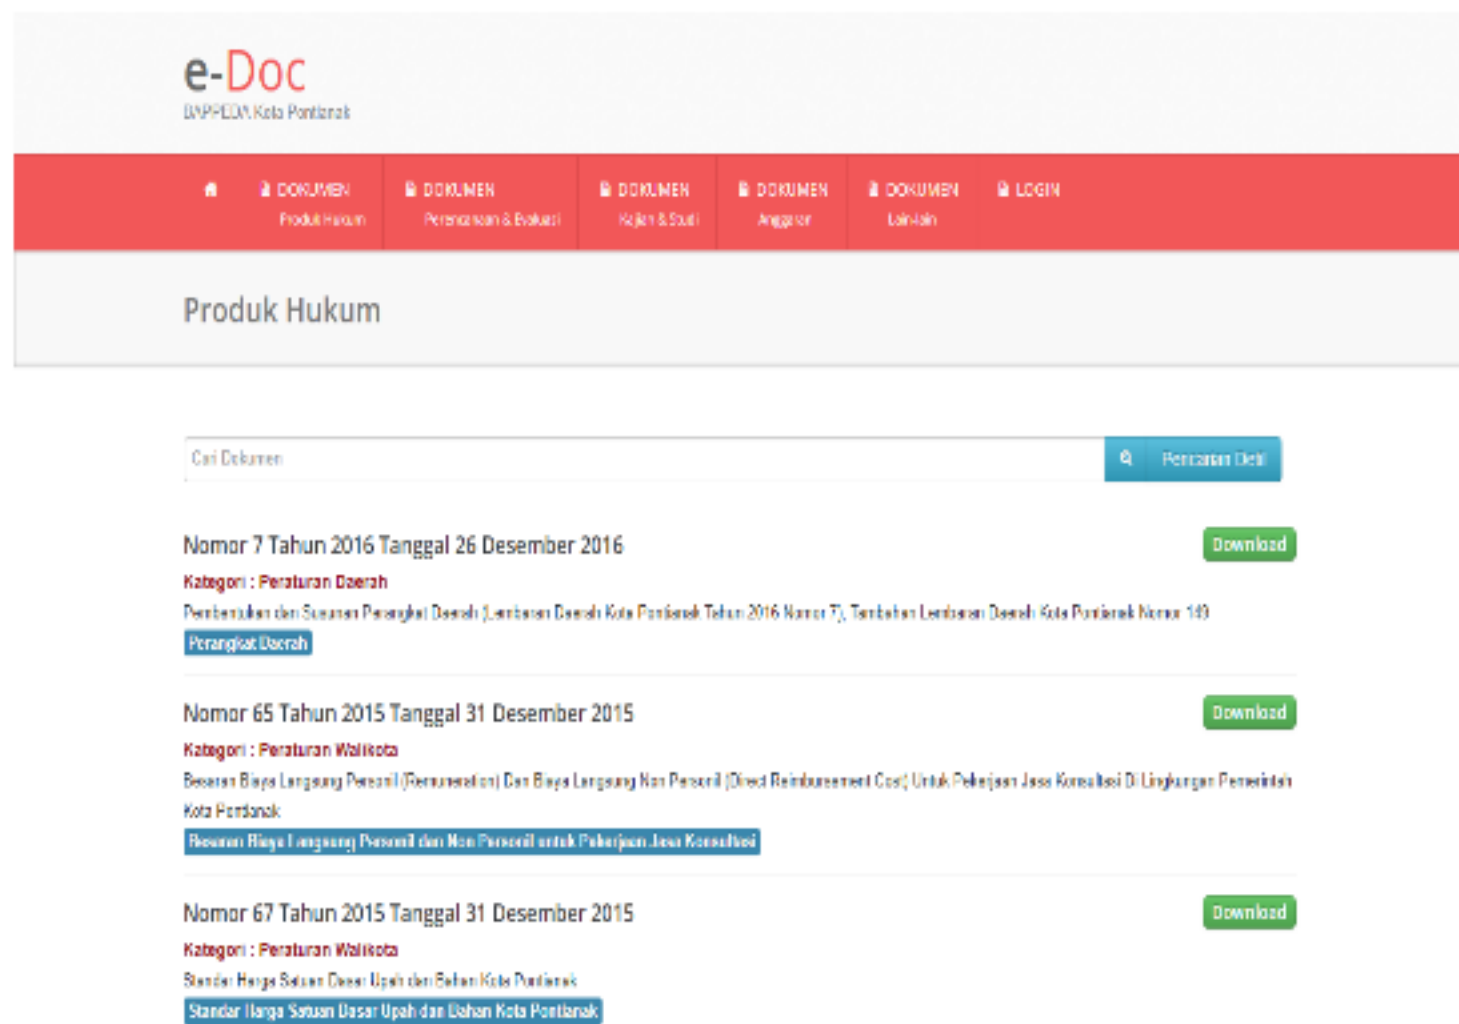 e-Doc
BAPPEDA Kota Pontianak
DOKUMEN
Produk Hukum
DOKUMEN
Perencanaan & Evaluasi
DOKUMEN
Kajian & Studi
DOKUMEN
Anggaran
DOKUMEN
Lain-lain
LOGIN
Produk Hukum
Cari Dokumen
Pencarian Detil
Nomor 7 Tahun 2016 Tanggal 26 Desember 2016
Download
Kategori : Peraturan Daerah
Pembentukan dan Susunan Perangkat Daerah (Lembaran Daerah Kota Pontianak Tahun 2016 Nomor 7), Tambahan Lembaran Daerah Kota Pontianak Nomor 149
Perangkat Daerah
Nomor 65 Tahun 2015 Tanggal 31 Desember 2015
Download
Kategori : Peraturan Walikota
Besaran Biaya Langsung Personil (Remuneration) Dan Biaya Langsung Non Personil (Direct Reimbursement Cost) Untuk Pekerjaan Jasa Konsultasi Di Lingkungan Pemerintah
Kota Pontianak
Besaran Biaya Langsung Personil dan Non Personil untuk Pekerjaan Jasa Konsultasi
Nomor 67 Tahun 2015 Tanggal 31 Desember 2015
Download
Kategori : Peraturan Walikota
Standar Harga Satuan Dasar Upah dan Bahan Kota Pontianak
Standar Harga Satuan Dasar Upah dan Bahan Kota Pontianak